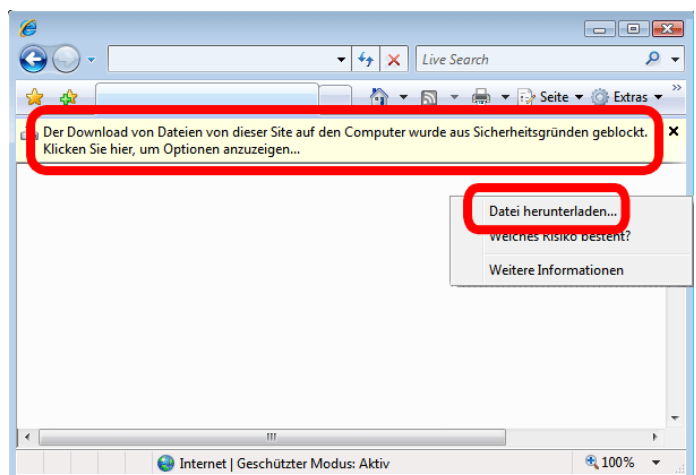 Live Search
Seite
Extras
Der Download von Dateien von dieser Site auf den Computer wurde aus Sicherheitsgründen geblockt.
Klicken Sie hier, um Optionen anzuzeigen...
Datei herunterladen...
Welches Risiko besteht?
Weitere Informationen
Internet | Geschützter Modus: Aktiv
100%